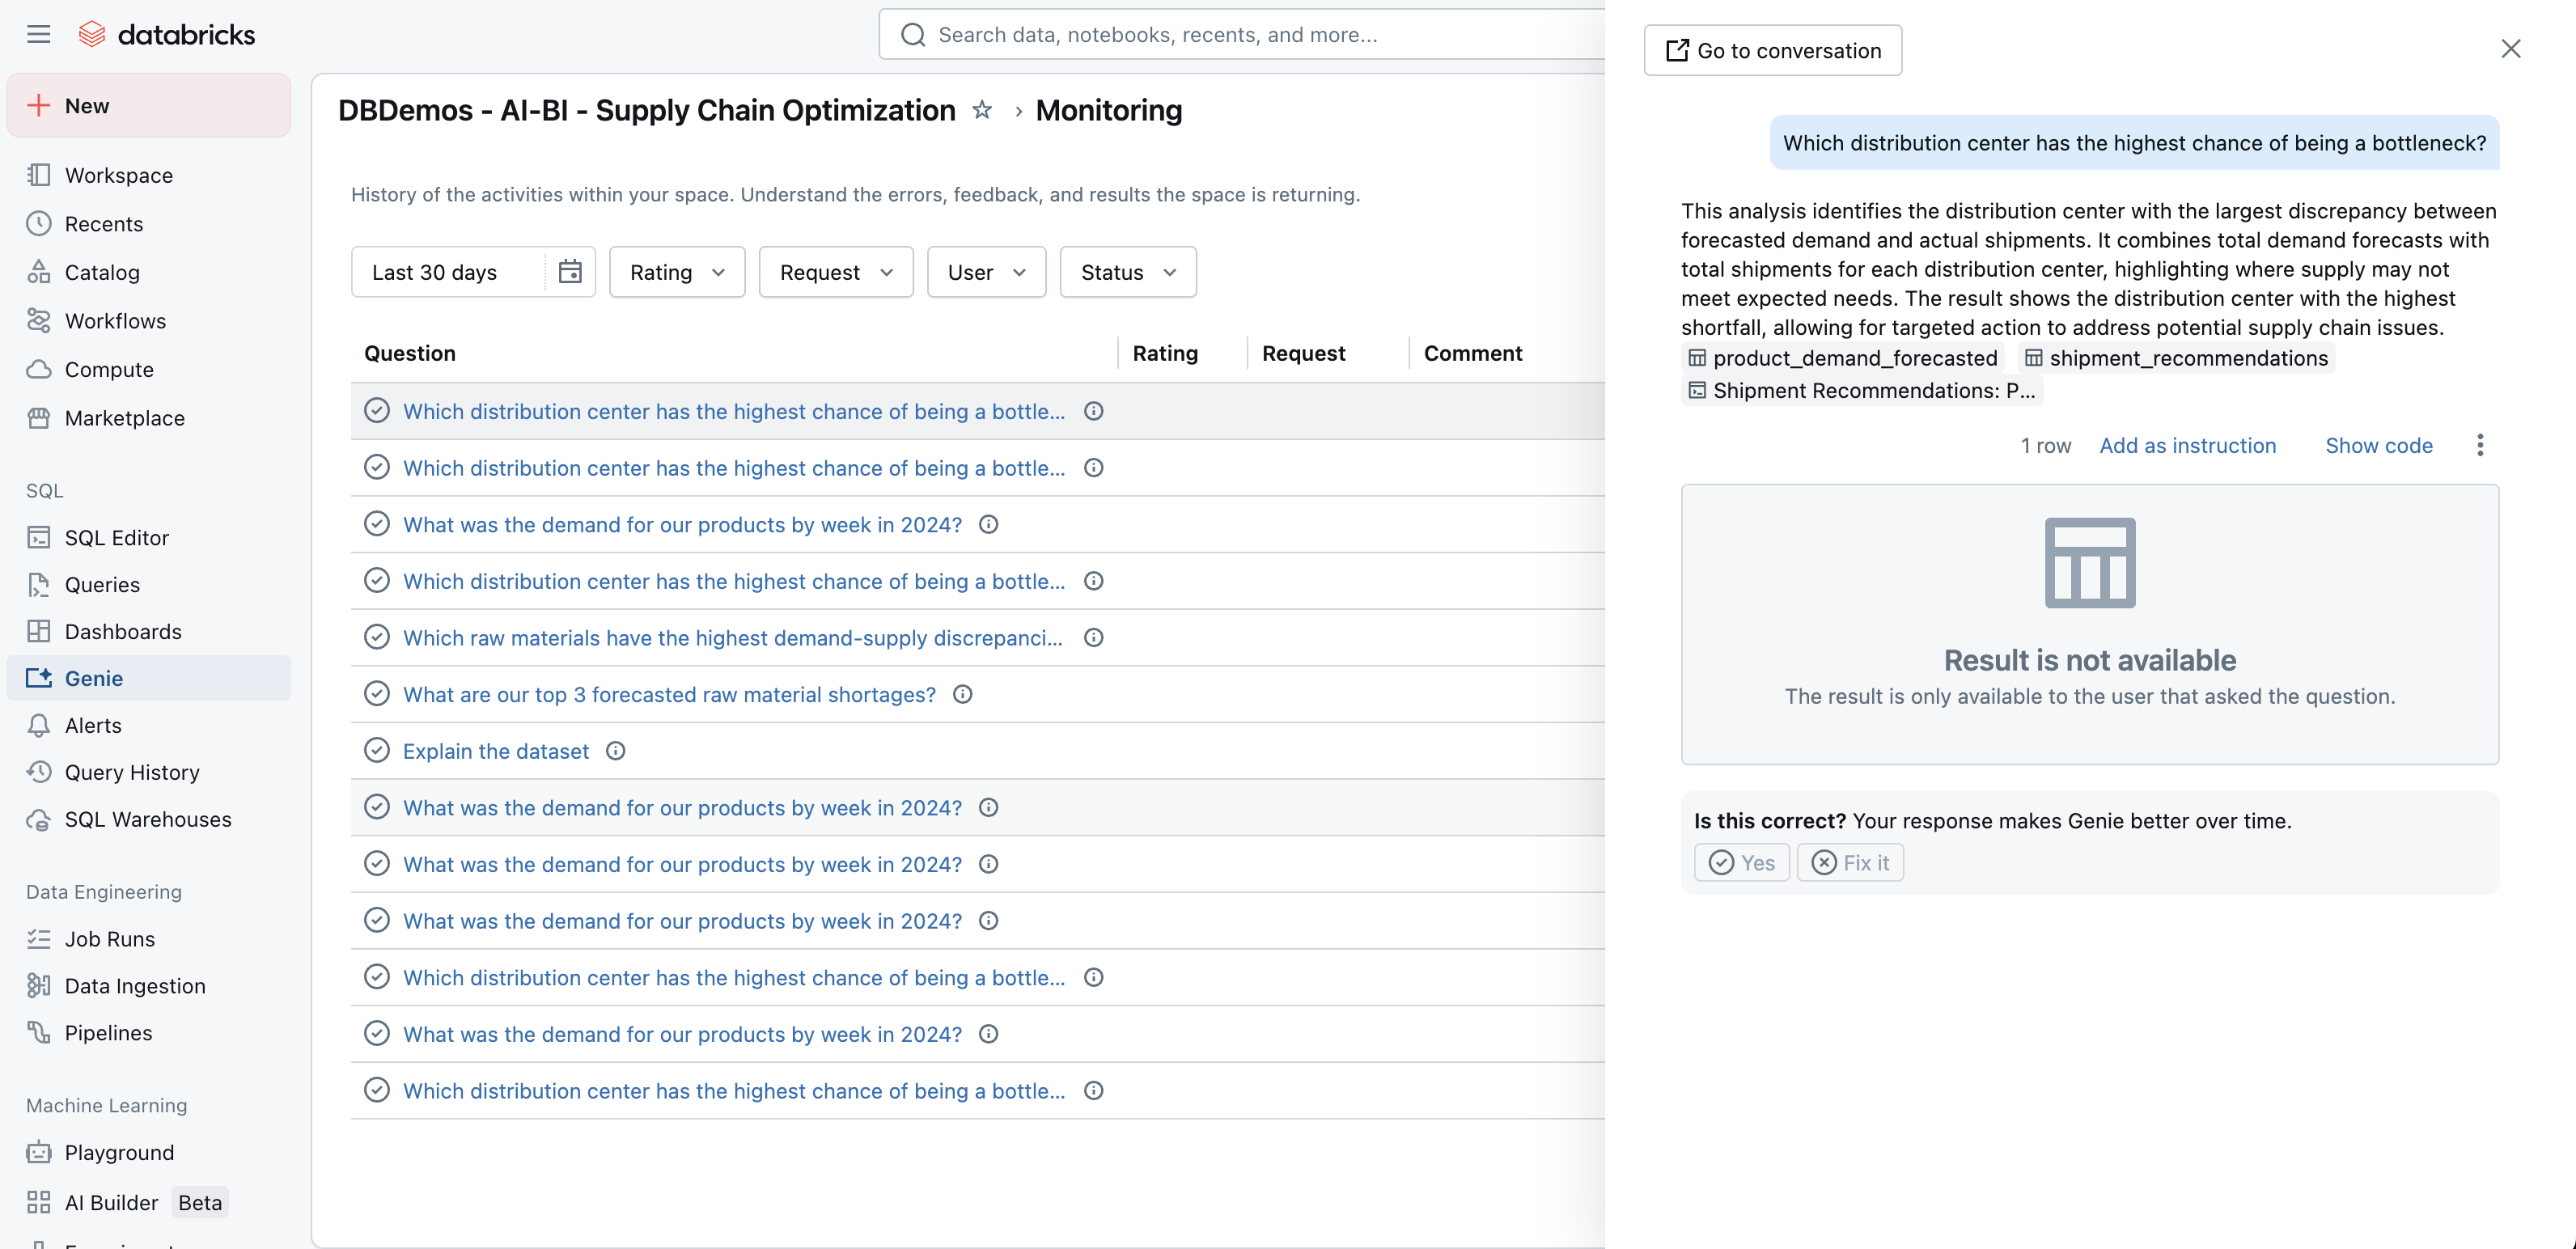 databricks
Search data, notebooks, recents, and more...
New
Workspace
Recents
Catalog
Workflows
Compute
Marketplace
SQL
SQL Editor
Queries
Dashboards
Genie
Alerts
Query History
SQL Warehouses
Data Engineering
Job Runs
Data Ingestion
Pipelines
Machine Learning
Playground
AI Builder Beta
DBDemos - AI-BI - Supply Chain Optimization › Monitoring
History of the activities within your space. Understand the errors, feedback, and results the space is returning.
Last 30 days Rating Request User Status
Question Rating Request Comment
Which distribution center has the highest chance of being a bottle...
Which distribution center has the highest chance of being a bottle...
What was the demand for our products by week in 2024?
Which distribution center has the highest chance of being a bottle...
Which raw materials have the highest demand-supply discrepanci...
What are our top 3 forecasted raw material shortages?
Explain the dataset
What was the demand for our products by week in 2024?
What was the demand for our products by week in 2024?
What was the demand for our products by week in 2024?
Which distribution center has the highest chance of being a bottle...
What was the demand for our products by week in 2024?
Which distribution center has the highest chance of being a bottle...
Go to conversation
Which distribution center has the highest chance of being a bottleneck?
This analysis identifies the distribution center with the largest discrepancy between
forecasted demand and actual shipments. It combines total demand forecasts with
total shipments for each distribution center, highlighting where supply may not
meet expected needs. The result shows the distribution center with the highest
shortfall, allowing for targeted action to address potential supply chain issues.
product_demand_forecasted shipment_recommendations
Shipment Recommendations: P...
1 row Add as instruction Show code
Result is not available
The result is only available to the user that asked the question.
Is this correct? Your response makes Genie better over time.
Yes Fix it